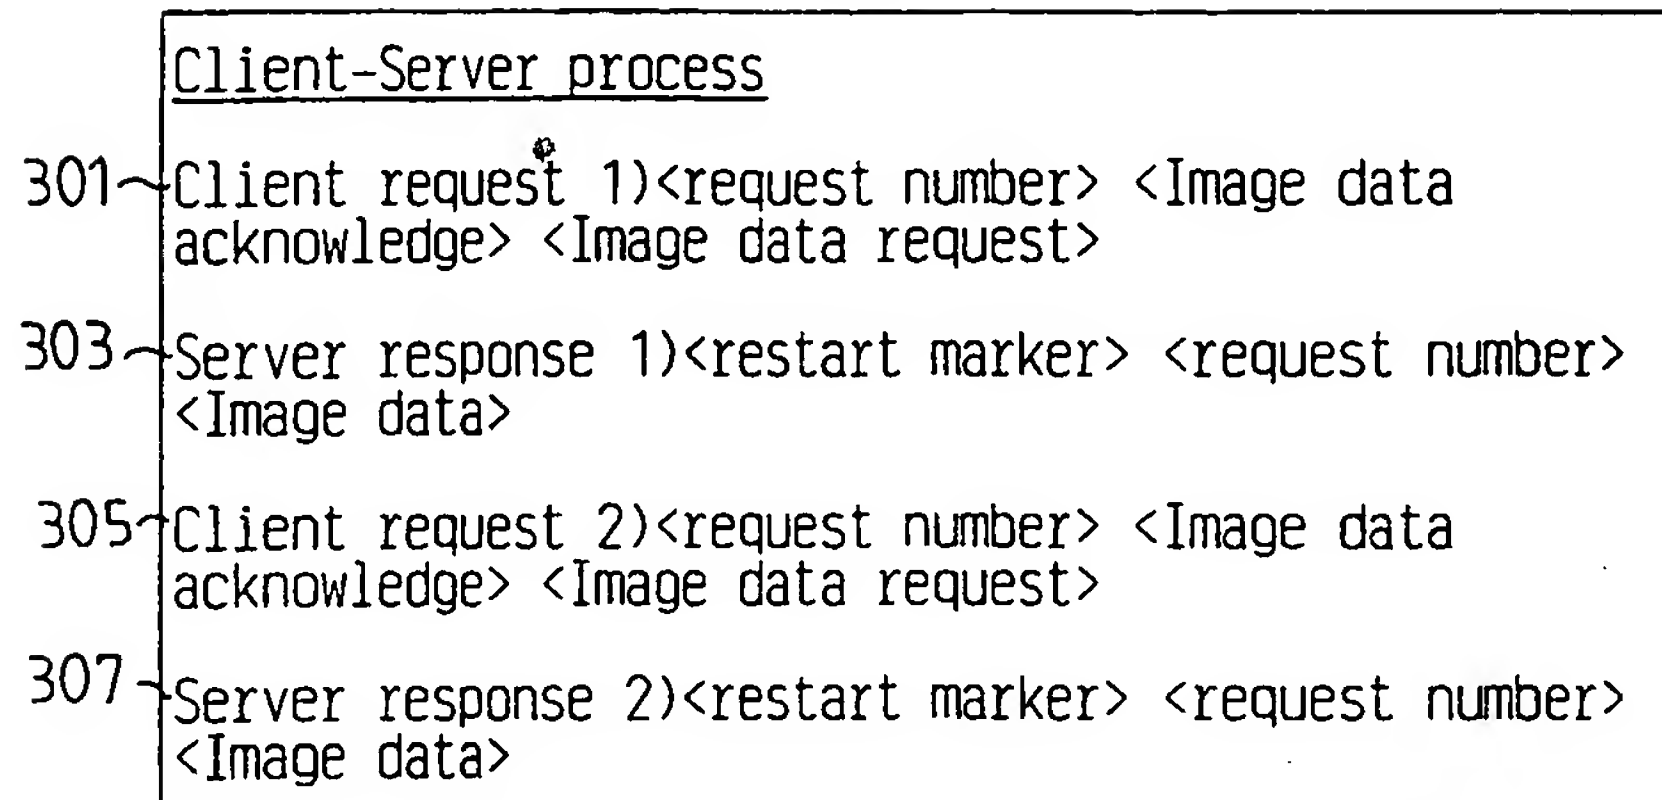 Client-Server process
301 Client request 1)<request number> <Image data
acknowledge> <Image data request>
303 Server response 1)<restart marker> <request number>
<Image data>
305 Client request 2)<request number> <Image data
acknowledge> <Image data request>
307 Server response 2)<restart marker> <request number>
<Image data>